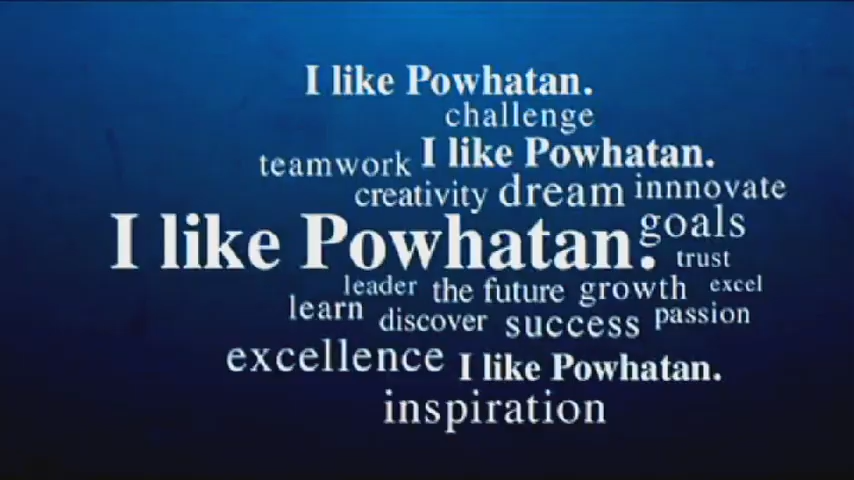 I like Powhatan.
challenge
teamwork I like Powhatan.
creativity dream innnovate
I like Powhatan. goals
trust
leader the future growth excel
learn discover success passion
excellence I like Powhatan.
inspiration